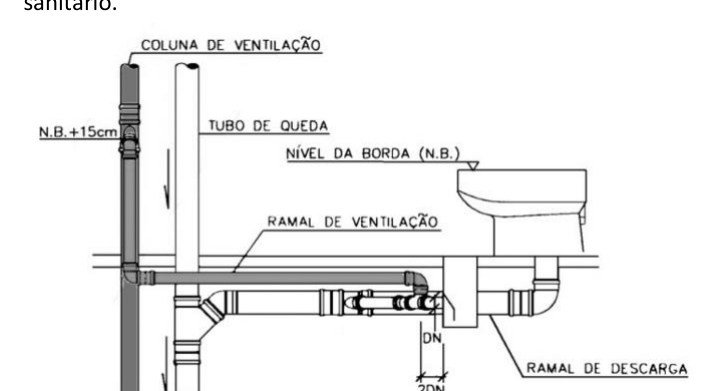 sanitário.
COLUNA DE VENTILAÇÃO
N.B.+15cm
TUBO DE QUEDA
NÍVEL DA BORDA (N.B.)
RAMAL DE VENTILAÇÃO
DN
2DN
RAMAL DE DESCARGA